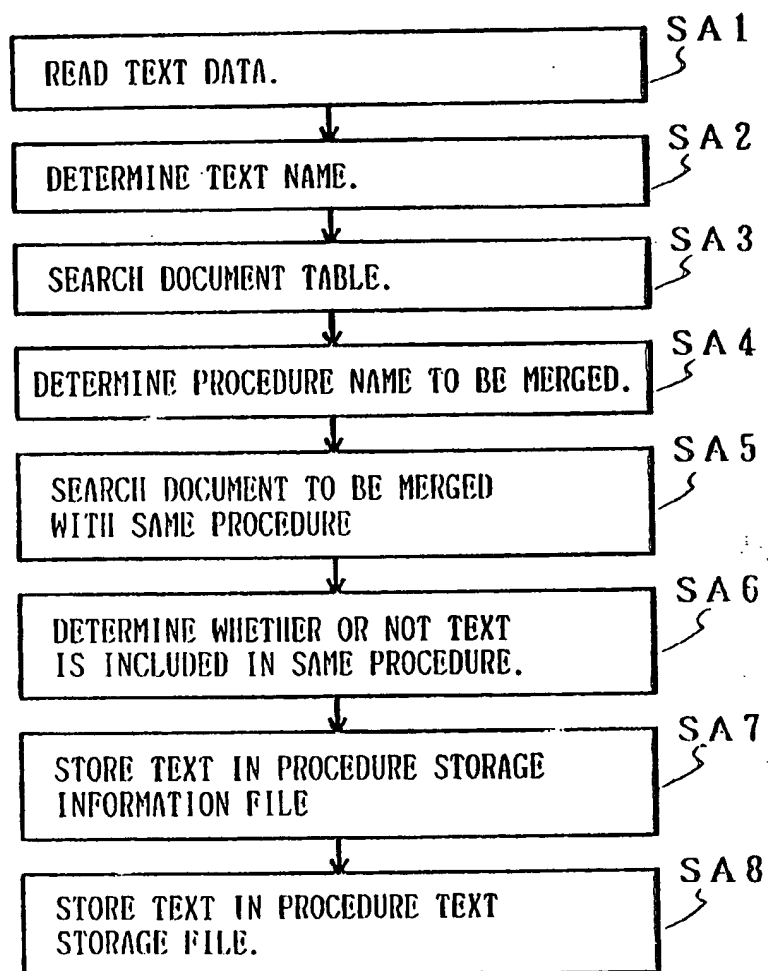 SA1
READ TEXT DATA.
SA2
DETERMINE TEXT NAME.
SA3
SEARCH DOCUMENT TABLE.
SA4
DETERMINE PROCEDURE NAME TO BE MERGED.
SA5
SEARCH DOCUMENT TO BE MERGED
WITH SAME PROCEDURE
SA6
DETERMINE WHETHER OR NOT TEXT
IS INCLUDED IN SAME PROCEDURE.
SA7
STORE TEXT IN PROCEDURE STORAGE
INFORMATION FILE
SA8
STORE TEXT IN PROCEDURE TEXT
STORAGE FILE.